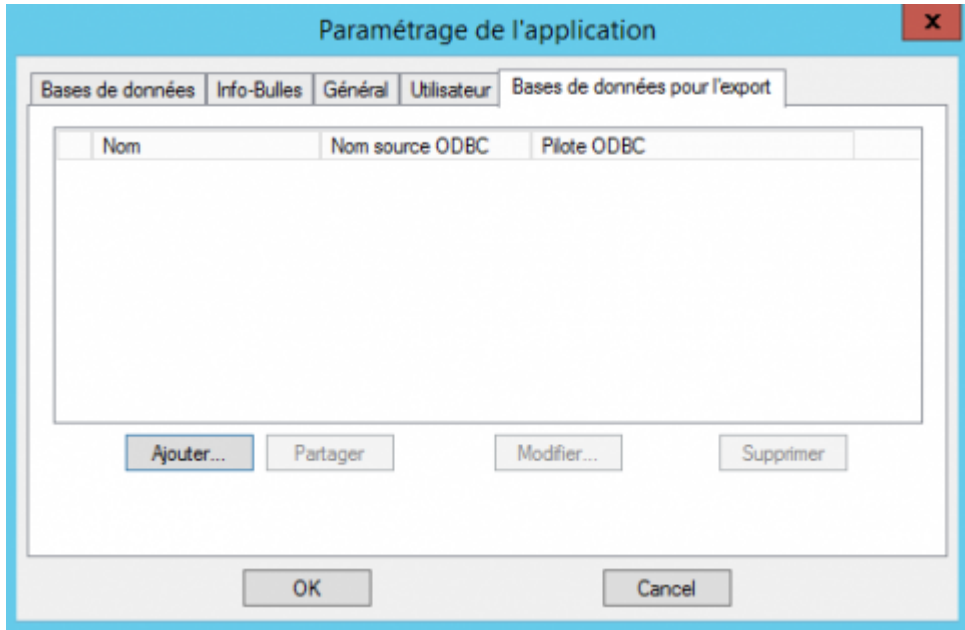 Paramétrage de l'application
x
Bases de données Info-Bulles Général Utilisateur Bases de données pour l'export
Nom Nom source ODBC Pilote ODBC
Ajouter... Partager Modifier... Supprimer
OK Cancel